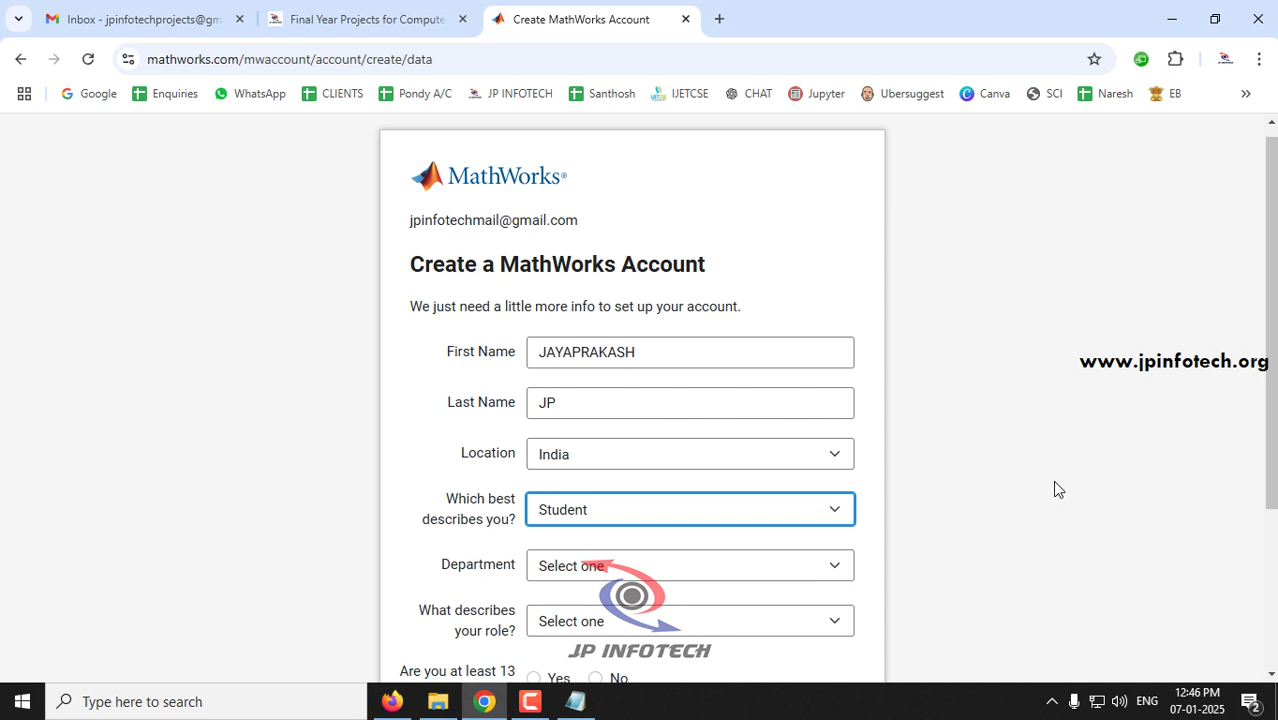 Inbox - jpinfotechprojects@gm
Final Year Projects for Compute
Create MathWorks Account
mathworks.com/mwaccount/account/create/data
Google
Enquiries
WhatsApp
CLIENTS
Pondy A/C
JP INFOTECH
Santhosh
IJETCSE
CHAT
Jupyter
Ubersuggest
Canva
SCI
Naresh
EB
MathWorks®
jpinfotechmail@gmail.com
Create a MathWorks Account
We just need a little more info to set up your account.
First Name
JAYAPRAKASH
www.jpinfotech.org
Last Name
JP
Location
India
Which best
describes you?
Student
Department
Select one
What describes
your role?
Select one
JP INFOTECH
Are you at least 13
Yes
No
Type here to search
ENG
12:46 PM
07-01-2025
2